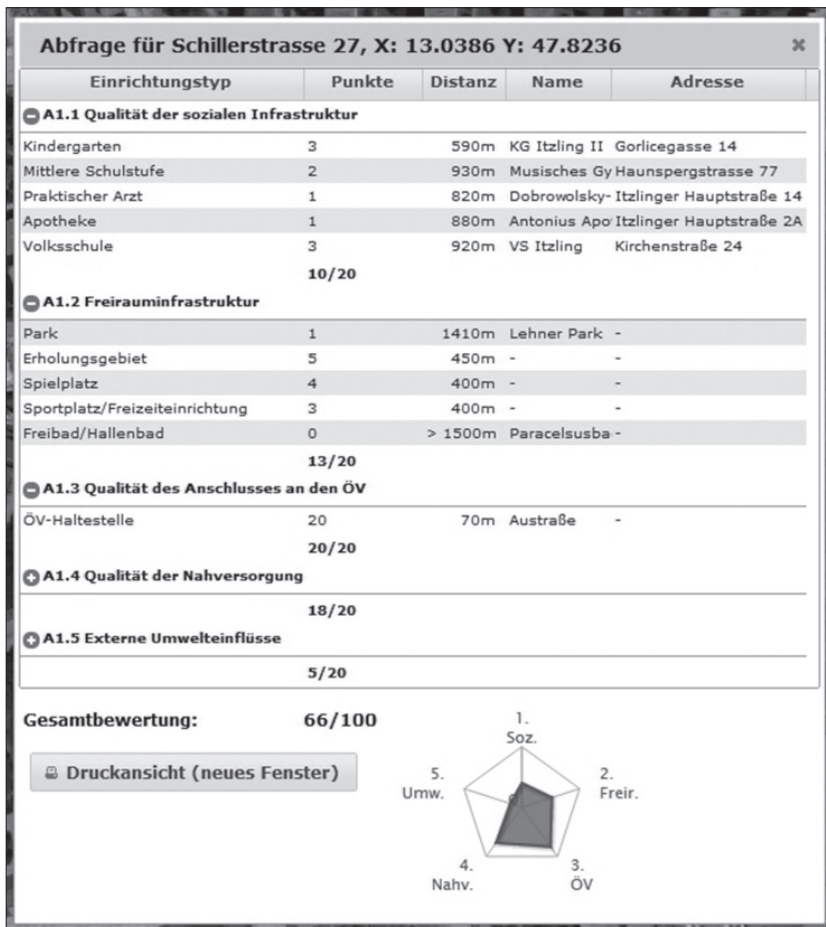 Abfrage für Schillerstrasse 27, X: 13.0386 Y: 47.8236
Einrichtungstyp Punkte Distanz Name Adresse
A1.1 Qualität der sozialen Infrastruktur
Kindergarten 3 590m KG Itzling II Gorlicegasse 14
Mittlere Schulstufe 2 930m Musisches Gy Haunspergstrasse 77
Praktischer Arzt 1 820m Dobrowolsky- Itzlinger Hauptstraße 14
Apotheke 1 880m Antonius Apo Itzlinger Hauptstraße 2A
Volksschule 3 920m VS Itzling Kirchenstraße 24
10/20
A1.2 Freirauminfrastruktur
Park 1 1410m Lehner Park -
Erholungsgebiet 5 450m - -
Spielplatz 4 400m - -
Sportplatz/Freizeiteinrichtung 3 400m - -
Freibad/Hallenbad 0 > 1500m Paracelsusba -
13/20
A1.3 Qualität des Anschlusses an den ÖV
ÖV-Haltestelle 20 70m Austraße -
20/20
A1.4 Qualität der Nahversorgung
18/20
A1.5 Externe Umwelteinflüsse
5/20
Gesamtbewertung: 66/100
Druckansicht (neues Fenster)
1.
Soz.
2.
Freir.
3.
ÖV
4.
Nahv.
5.
Umw.